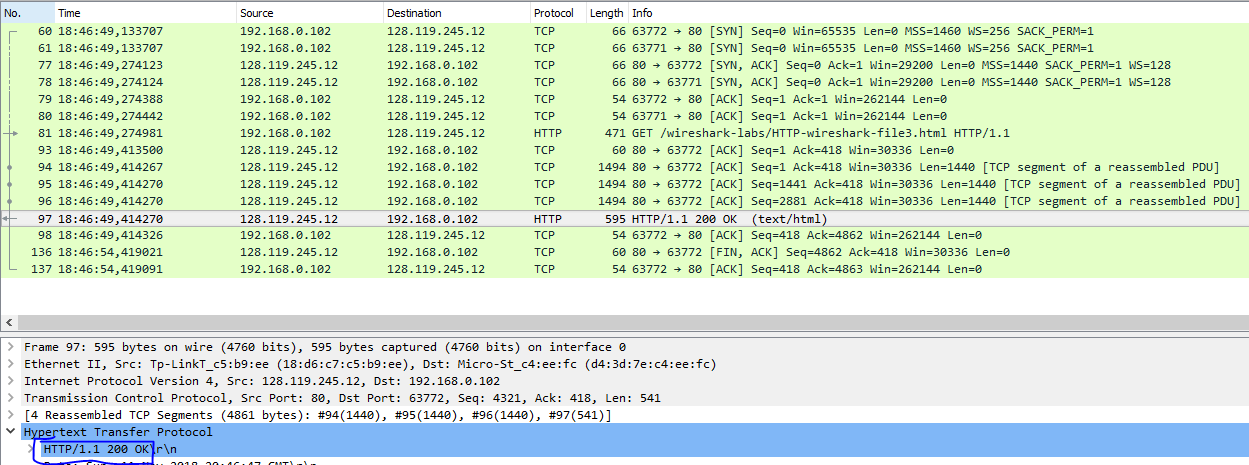 No. Time Source Destination Protocol Length Info
60 18:46:49,133707 192.168.0.102 128.119.245.12 TCP 66 63772 → 80 [SYN] Seq=0 Win=65535 Len=0 MSS=1460 WS=256 SACK_PERM=1
61 18:46:49,133771 192.168.0.102 128.119.245.12 TCP 66 63771 → 80 [SYN] Seq=0 Win=65535 Len=0 MSS=1460 WS=256 SACK_PERM=1
77 18:46:49,274123 128.119.245.12 192.168.0.102 TCP 66 80 → 63772 [SYN, ACK] Seq=0 Ack=1 Win=29200 Len=0 MSS=1440 SACK_PERM=1 WS=128
78 18:46:49,274124 128.119.245.12 192.168.0.102 TCP 66 80 → 63771 [SYN, ACK] Seq=0 Ack=1 Win=29200 Len=0 MSS=1440 SACK_PERM=1 WS=128
79 18:46:49,274388 192.168.0.102 128.119.245.12 TCP 54 63772 → 80 [ACK] Seq=1 Ack=1 Win=262144 Len=0
80 18:46:49,274442 192.168.0.102 128.119.245.12 TCP 54 63771 → 80 [ACK] Seq=1 Ack=1 Win=262144 Len=0
81 18:46:49,274981 192.168.0.102 128.119.245.12 HTTP 471 GET /wireshark-labs/HTTP-wireshark-file3.html HTTP/1.1
93 18:46:49,413500 128.119.245.12 192.168.0.102 TCP 60 80 → 63772 [ACK] Seq=1 Ack=418 Win=30336 Len=0
94 18:46:49,414267 128.119.245.12 192.168.0.102 TCP 1494 80 → 63772 [ACK] Seq=1 Ack=418 Win=30336 Len=1440 [TCP segment of a reassembled PDU]
95 18:46:49,414270 128.119.245.12 192.168.0.102 TCP 1494 80 → 63772 [ACK] Seq=1441 Ack=418 Win=30336 Len=1440 [TCP segment of a reassembled PDU]
96 18:46:49,414270 128.119.245.12 192.168.0.102 TCP 1494 80 → 63772 [ACK] Seq=2881 Ack=418 Win=30336 Len=1440 [TCP segment of a reassembled PDU]
97 18:46:49,414270 128.119.245.12 192.168.0.102 HTTP 595 HTTP/1.1 200 OK (text/html)
98 18:46:49,414326 192.168.0.102 128.119.245.12 TCP 54 63772 → 80 [ACK] Seq=418 Ack=4862 Win=262144 Len=0
136 18:46:54,419021 128.119.245.12 192.168.0.102 TCP 60 80 → 63772 [FIN, ACK] Seq=4862 Ack=418 Win=30336 Len=0
137 18:46:54,419091 192.168.0.102 128.119.245.12 TCP 54 63772 → 80 [ACK] Seq=418 Ack=4863 Win=262144 Len=0
Frame 97: 595 bytes on wire (4760 bits), 595 bytes captured (4760 bits) on interface 0
Ethernet II, Src: Tp-LinkT_c5:b9:ee (18:d6:c7:c5:b9:ee), Dst: Micro-St_c4:ee:fc (d4:3d:7e:c4:ee:fc)
Internet Protocol Version 4, Src: 128.119.245.12, Dst: 192.168.0.102
Transmission Control Protocol, Src Port: 80, Dst Port: 63772, Seq: 4321, Ack: 418, Len: 541
[4 Reassembled TCP Segments (4861 bytes): #94(1440), #95(1440), #96(1440), #97(541)]
Hypertext Transfer Protocol
HTTP/1.1 200 OK\r\n